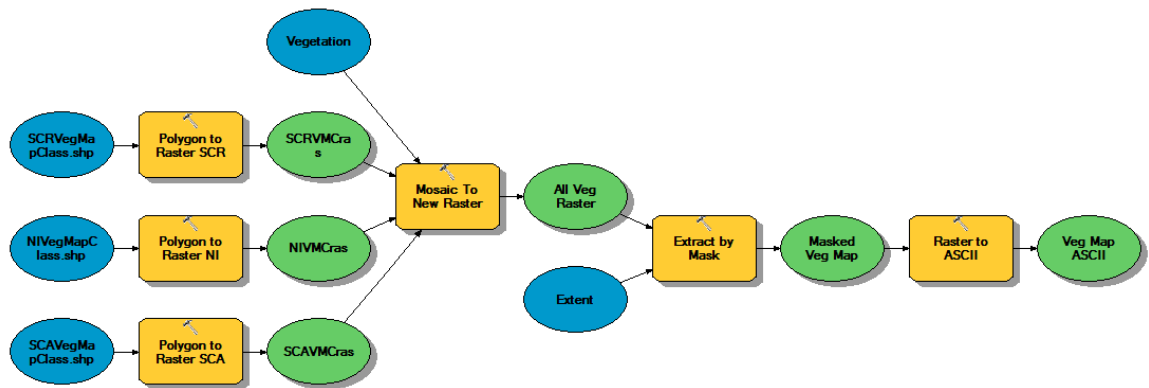 Vegetation
SCRVegMa
pClass.shp
Polygon to
Raster SCR
SCRVMCra
s
Mosaic To
New Raster
All Veg
Raster
NIVegMapC
lass.shp
Polygon to
Raster NI
NIVMCras
Extract by
Mask
Masked
Veg Map
Raster to
ASCII
Veg Map
ASCII
Extent
SCAVegMa
pClass.shp
Polygon to
Raster SCA
SCAVMCras